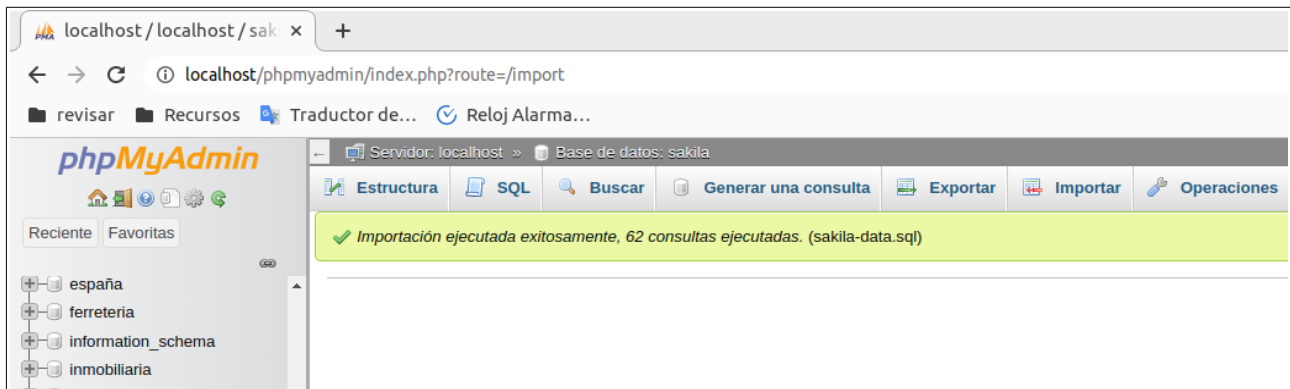 localhost / localhost / sak
localhost/phpmyadmin/index.php?route=/import
revisar Recursos Traductor de... Reloj Alarma...
phpMyAdmin
Servidor: localhost » Base de datos: sakila
Estructura SQL Buscar Generar una consulta Exportar Importar Operaciones
Reciente Favoritas
Importación ejecutada exitosamente, 62 consultas ejecutadas. (sakila-data.sql)
españa
ferreteria
information_schema
inmobiliaria